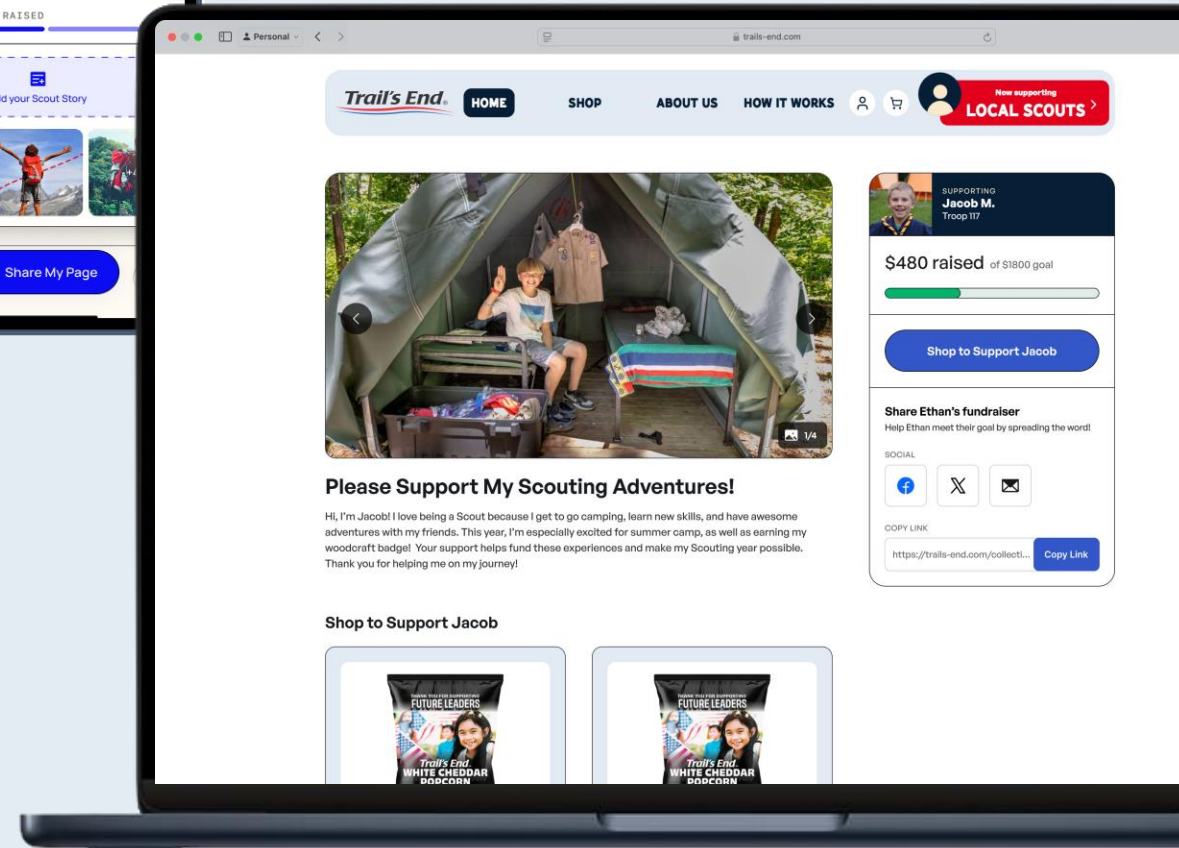 RAISED
d your Scout Story
+4
Share My Page
Personal
trails-end.com
Trail's End®
HOME
SHOP
ABOUT US
HOW IT WORKS
Now supporting
LOCAL SCOUTS
1/4
SUPPORTING
Jacob M.
Troop 117
$480 raised of $1800 goal
Shop to Support Jacob
Share Ethan's fundraiser
Help Ethan meet their goal by spreading the word!
SOCIAL
COPY LINK
https://trails-end.com/collecti...
Copy Link
Please Support My Scouting Adventures!
Hi, I'm Jacob! I love being a Scout because I get to go camping, learn new skills, and have awesome
adventures with my friends. This year, I'm especially excited for summer camp, as well as earning my
woodcraft badge! Your support helps fund these experiences and make my Scouting year possible.
Thank you for helping me on my journey!
Shop to Support Jacob
THANK YOU FOR SUPPORTING
FUTURE LEADERS
Trail's End.
WHITE CHEDDAR
POPCORN
THANK YOU FOR SUPPORTING
FUTURE LEADERS
Trail's End.
WHITE CHEDDAR
POPCORN